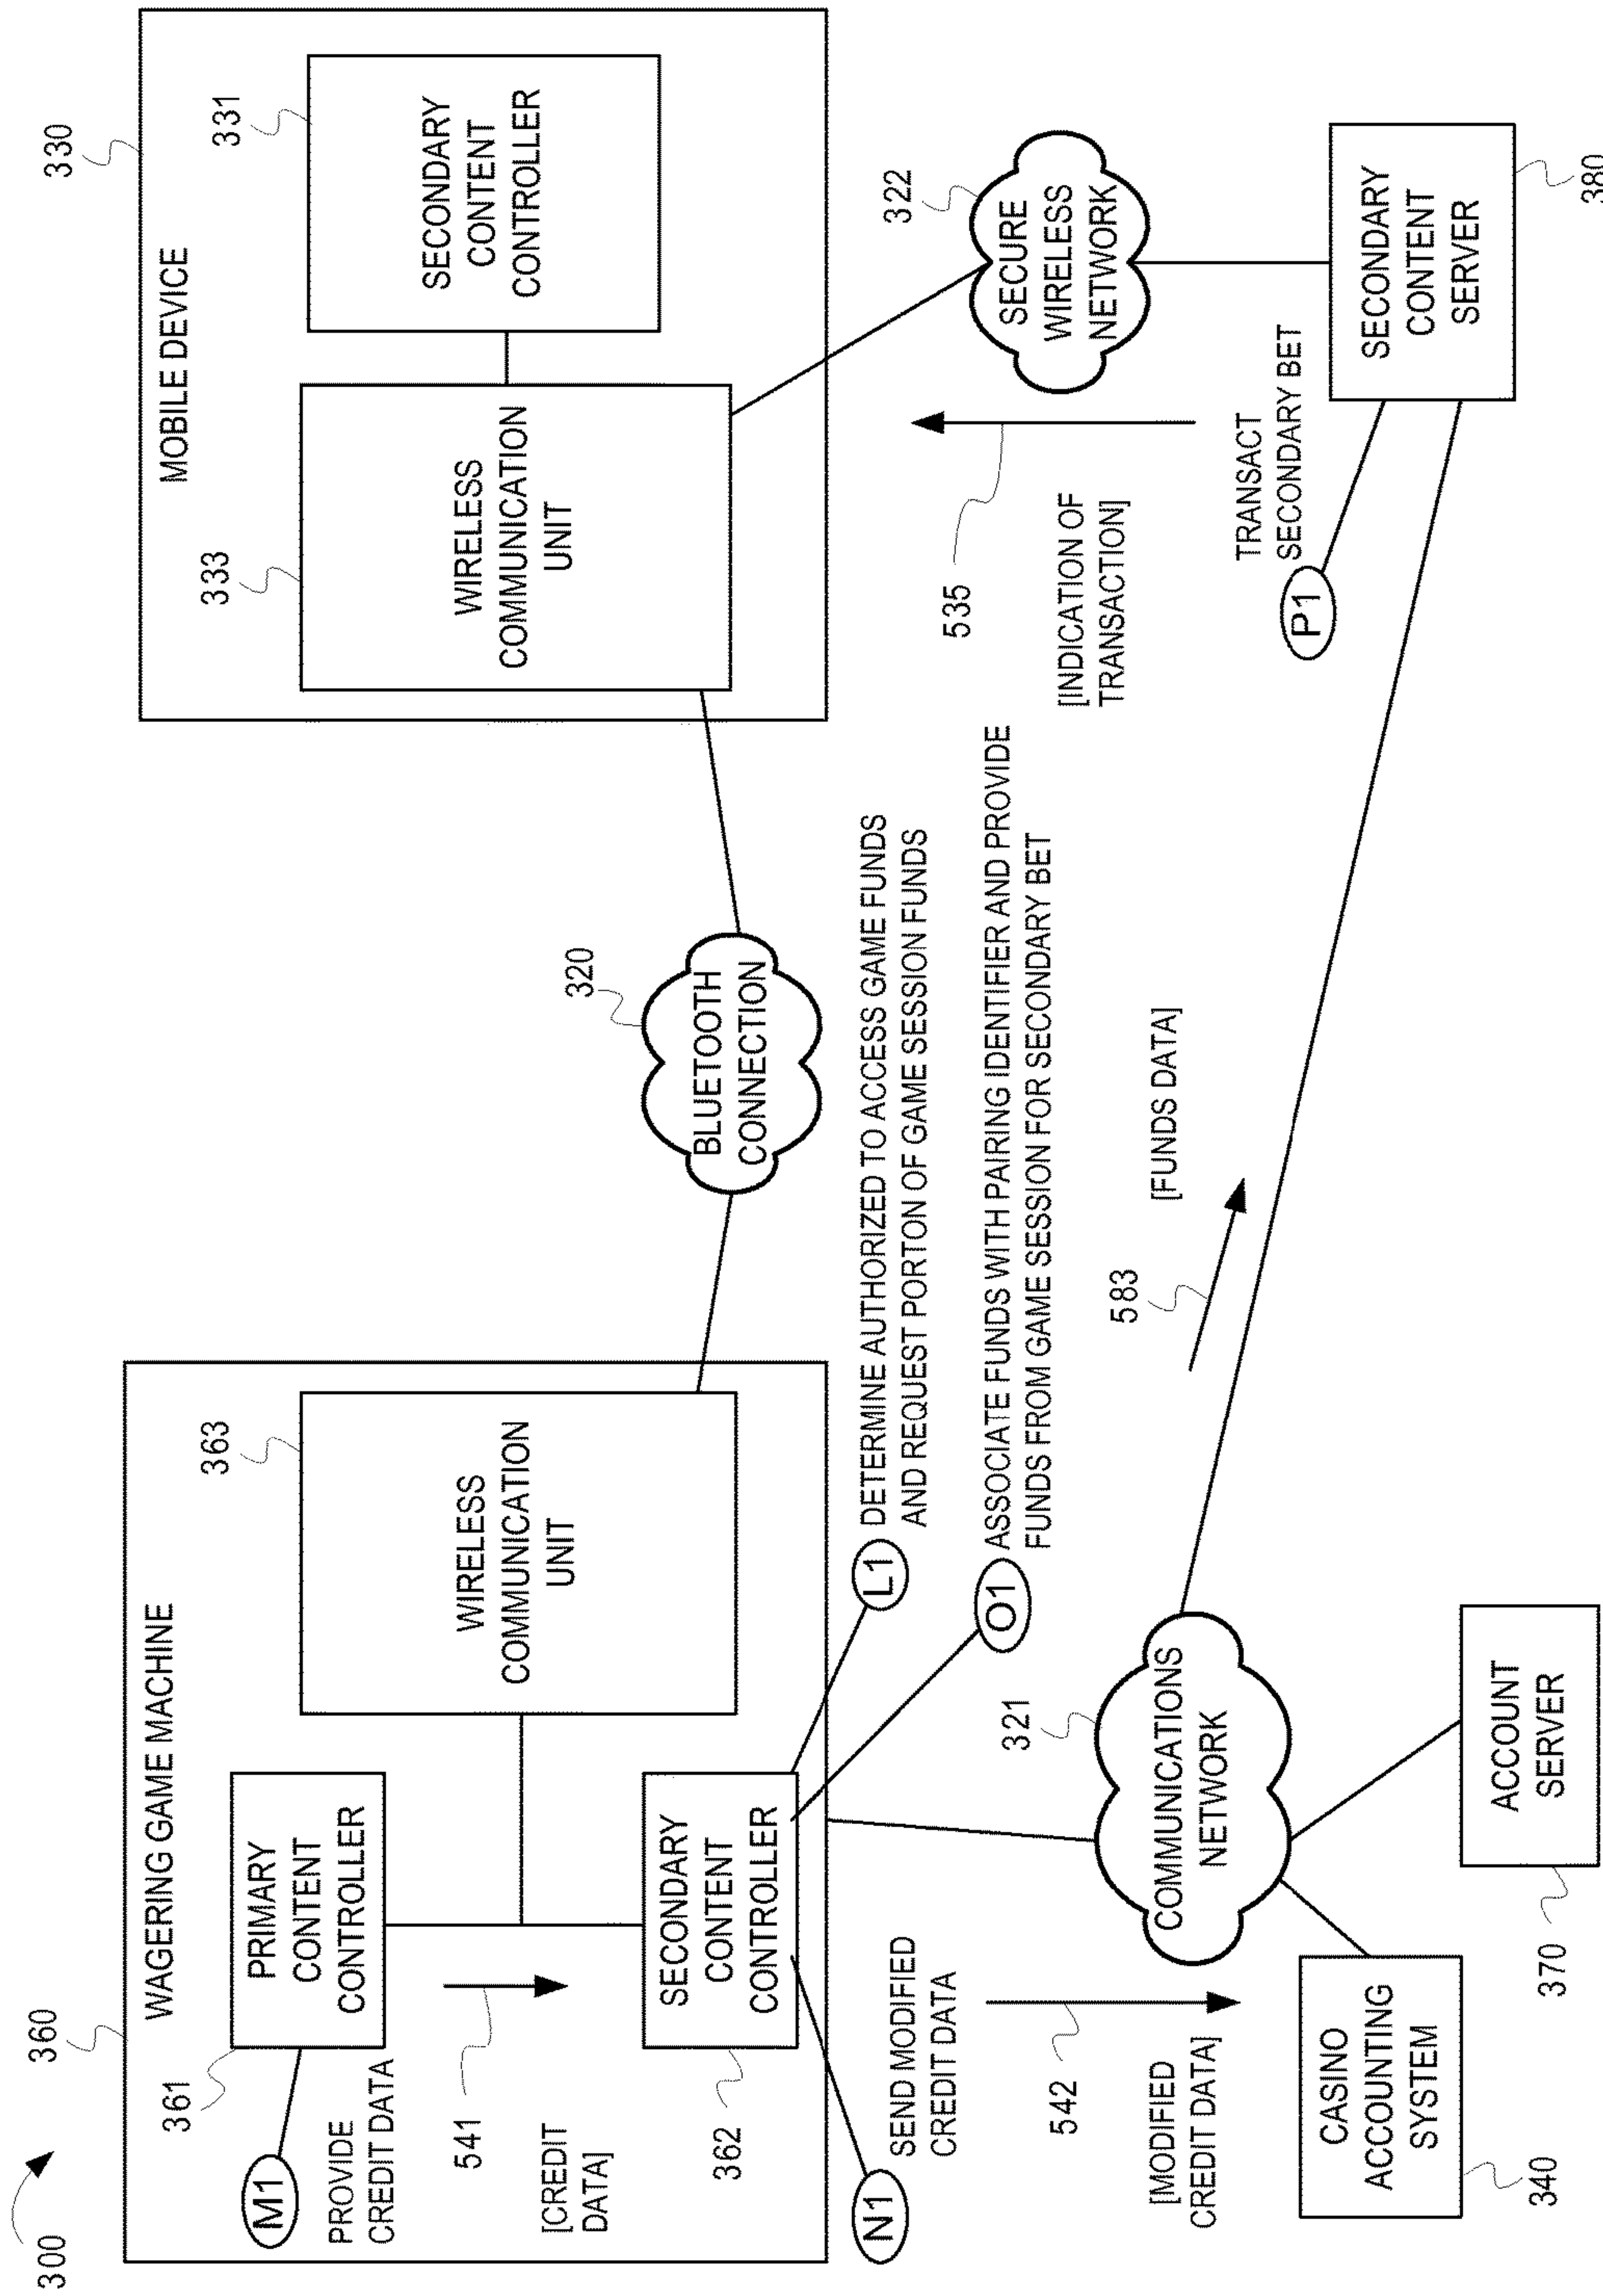 300
360
WAGERING GAME MACHINE
361
PRIMARY
CONTENT
CONTROLLER
M1
PROVIDE
CREDIT DATA
541
[CREDIT
DATA]
362
SECONDARY
CONTENT
CONTROLLER
363
WIRELESS
COMMUNICATION
UNIT
320
BLUETOOTH
CONNECTION
330
MOBILE DEVICE
333
WIRELESS
COMMUNICATION
UNIT
331
SECONDARY
CONTENT
CONTROLLER
L1
DETERMINE AUTHORIZED TO ACCESS GAME FUNDS
AND REQUEST PORTON OF GAME SESSION FUNDS
O1
ASSOCIATE FUNDS WITH PAIRING IDENTIFIER AND PROVIDE
FUNDS FROM GAME SESSION FOR SECONDARY BET
N1
SEND MODIFIED
CREDIT DATA
542
[MODIFIED
CREDIT DATA]
321
COMMUNICATIONS
NETWORK
583
[FUNDS DATA]
535
[INDICATION OF
TRANSACTION]
322
SECURE
WIRELESS
NETWORK
P1
TRANSACT
SECONDARY BET
SECONDARY
CONTENT
SERVER
380
CASINO
ACCOUNTING
SYSTEM
340
ACCOUNT
SERVER
370